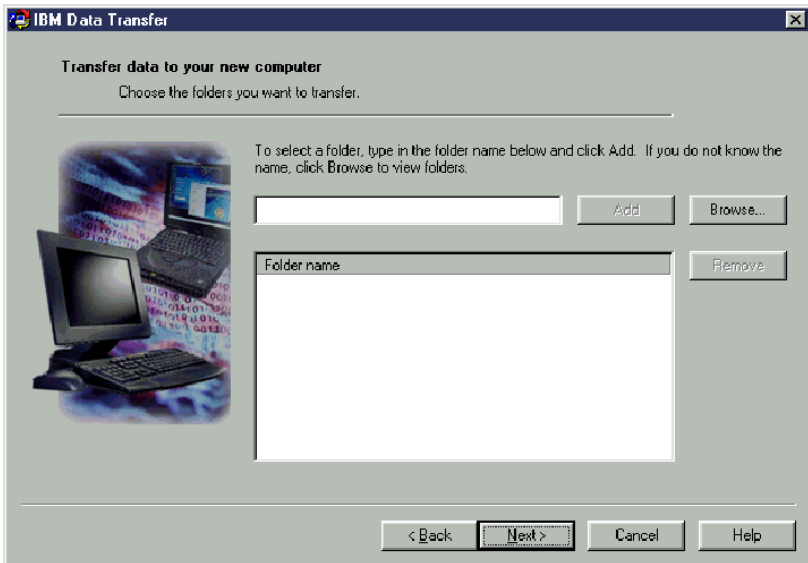 IBM Data Transfer
Transfer data to your new computer
Choose the folders you want to transfer.
To select a folder, type in the folder name below and click Add. If you do not know the
name, click Browse to view folders.
Add
Browse...
Folder name
Remove
< Back
Next >
Cancel
Help